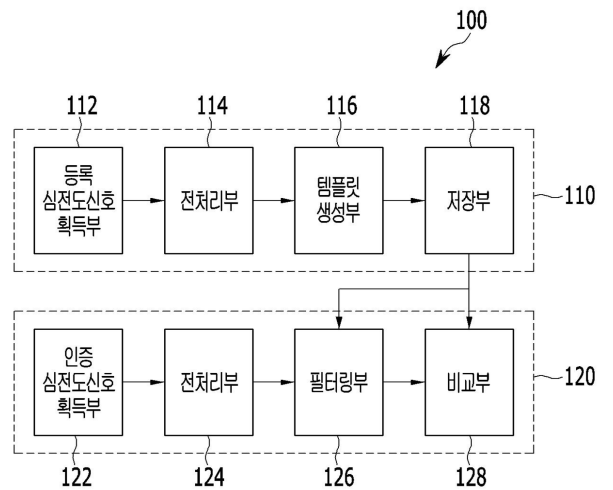 100
112
114
116
118
등록
심전도신호
획득부
전처리부
템플릿
생성부
저장부
110
인증
심전도신호
획득부
전처리부
필터링부
비교부
120
122
124
126
128